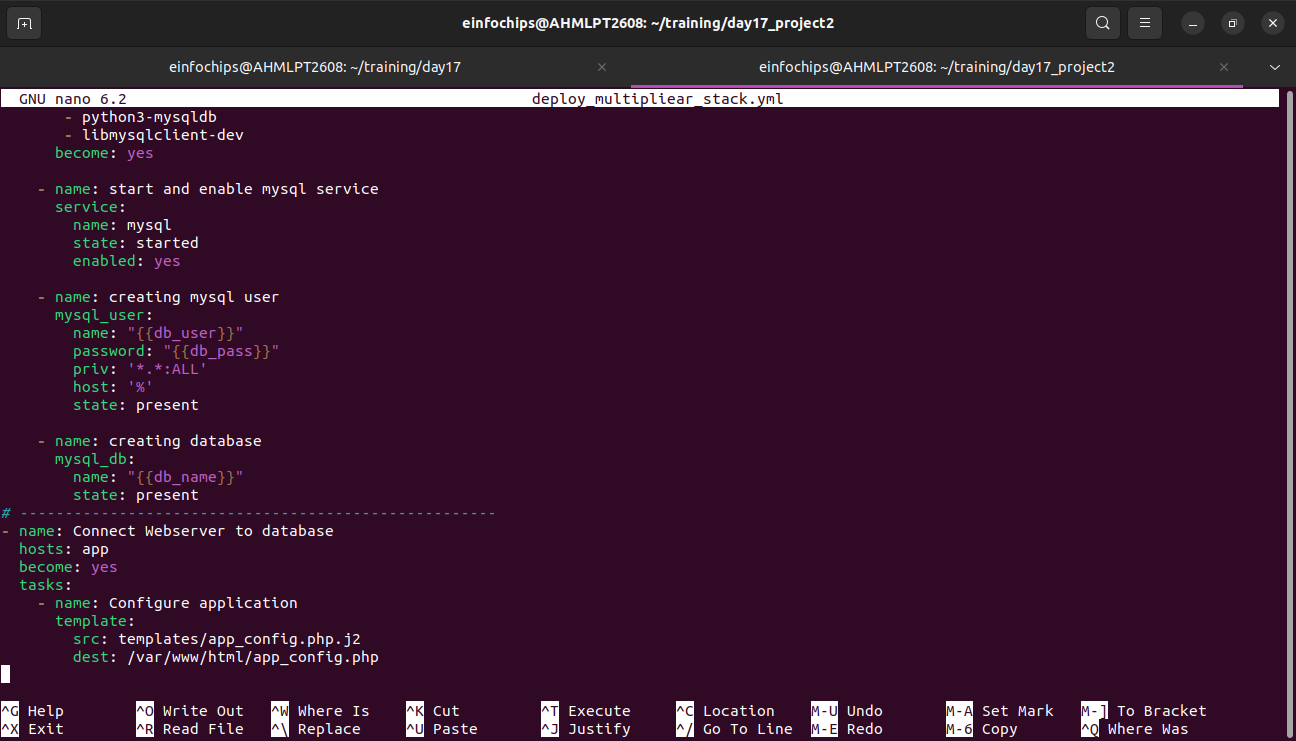 einfochips@AHMLPT2608: ~/training/day17_project2
einfochips@AHMLPT2608: ~/training/day17
einfochips@AHMLPT2608: ~/training/day17_project2
GNU nano 6.2 deploy_multipliear_stack.yml
- python3-mysqldb
- libmysqlclient-dev
become: yes
- name: start and enable mysql service
service:
name: mysql
state: started
enabled: yes
- name: creating mysql user
mysql_user:
name: "{{db_user}}"
password: "{{db_pass}}"
priv: '*.*:ALL'
host: '%'
state: present
- name: creating database
mysql_db:
name: "{{db_name}}"
state: present
# -----------------------------------------------------
- name: Connect Webserver to database
hosts: app
become: yes
tasks:
- name: Configure application
template:
src: templates/app_config.php.j2
dest: /var/www/html/app_config.php
^G Help ^O Write Out ^W Where Is ^K Cut ^T Execute ^C Location M-U Undo M-A Set Mark M-] To Bracket
^X Exit ^R Read File ^\ Replace ^U Paste ^J Justify ^/ Go To Line M-E Redo M-6 Copy ^Q Where Was